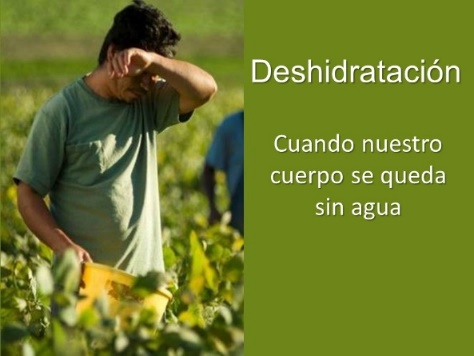 Deshidratación
Cuando nuestro
cuerpo se queda
sin agua